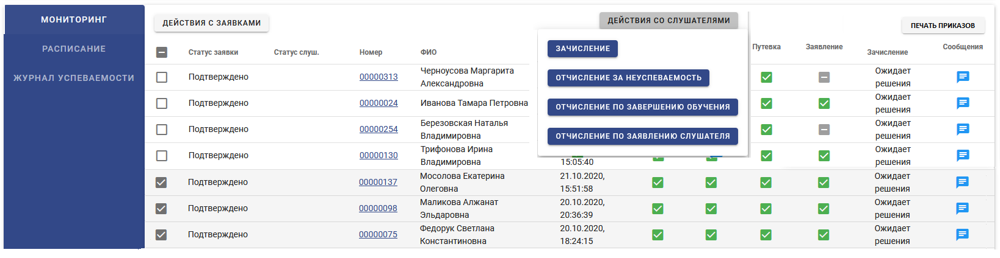 МОНИТОРИНГ
РАСПИСАНИЕ
ЖУРНАЛ УСПЕВАЕМОСТИ
ДЕЙСТВИЯ С ЗАЯВКАМИ
ДЕЙСТВИЯ СО СЛУШАТЕЛЯМИ
ПЕЧАТЬ ПРИКАЗОВ
ЗАЧИСЛЕНИЕ
ОТЧИСЛЕНИЕ ЗА НЕУСПЕВАЕМОСТЬ
ОТЧИСЛЕНИЕ ПО ЗАВЕРШЕНИЮ ОБУЧЕНИЯ
ОТЧИСЛЕНИЕ ПО ЗАЯВЛЕНИЮ СЛУШАТЕЛЯ
Статус заявки Статус слуш. Номер ФИО Путевка Заявление Зачисление Сообщения
Подтверждено 00000313 Черноусова Маргарита Ожидает
Александровна решения
Подтверждено 00000024 Иванова Тамара Петровна Ожидает
решения
Подтверждено 00000254 Березовская Наталья Ожидает
Владимировна решения
Подтверждено 00000130 Трифонова Ирина Ожидает
Владимировна 15:05:40 решения
Подтверждено 00000137 Мосолова Екатерина 21.10.2020, Ожидает
Олеговна 15:51:58 решения
Подтверждено 00000098 Маликова Алжанат 20.10.2020, Ожидает
Эльдаровна 20:36:39 решения
Подтверждено 00000075 Федорук Светлана 20.10.2020, Ожидает
Константиновна 18:24:15 решения